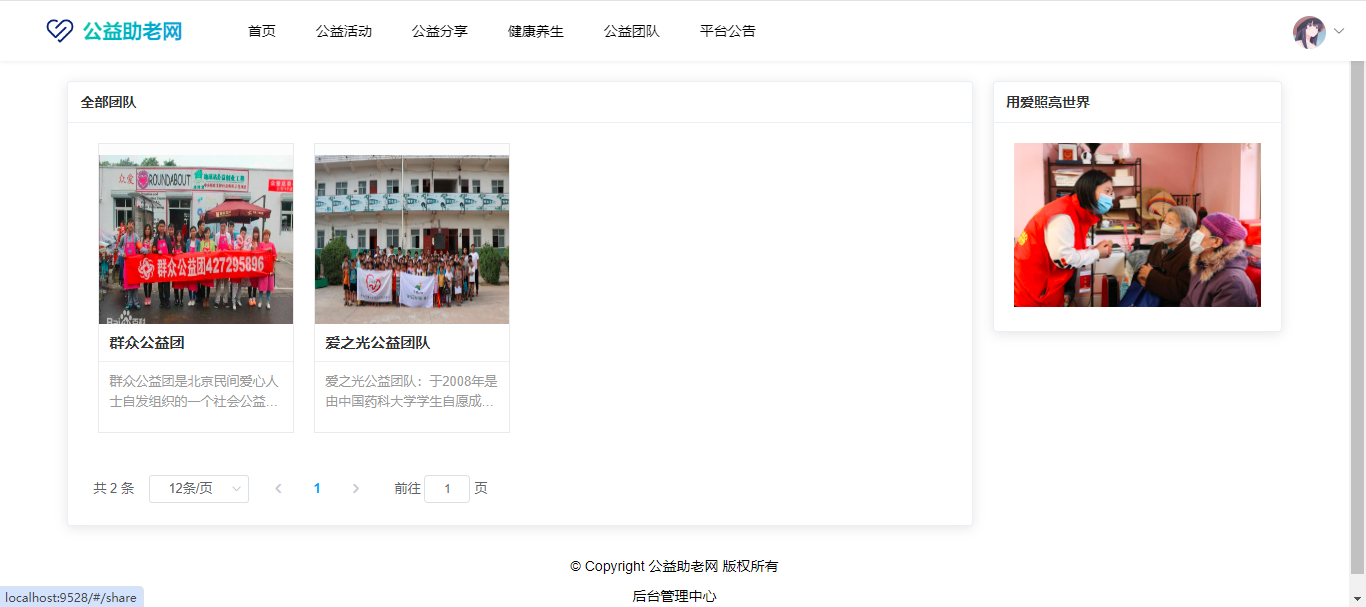 公益助老网
首页
公益活动
公益分享
健康养生
公益团队
平台公告
全部团队
用爱照亮世界
众爱
ROUNDABOUT
群众公益团427295896
Bai 百科
群众公益团
爱之光公益团队
群众公益团是北京民间爱心人
士自发组织的一个社会公益...
爱之光公益团队：于2008年是
由中国药科大学学生自愿成...
共 2 条
12条/页
1
前往
1
页
© Copyright 公益助老网 版权所有
后台管理中心
localhost:9528/#/share